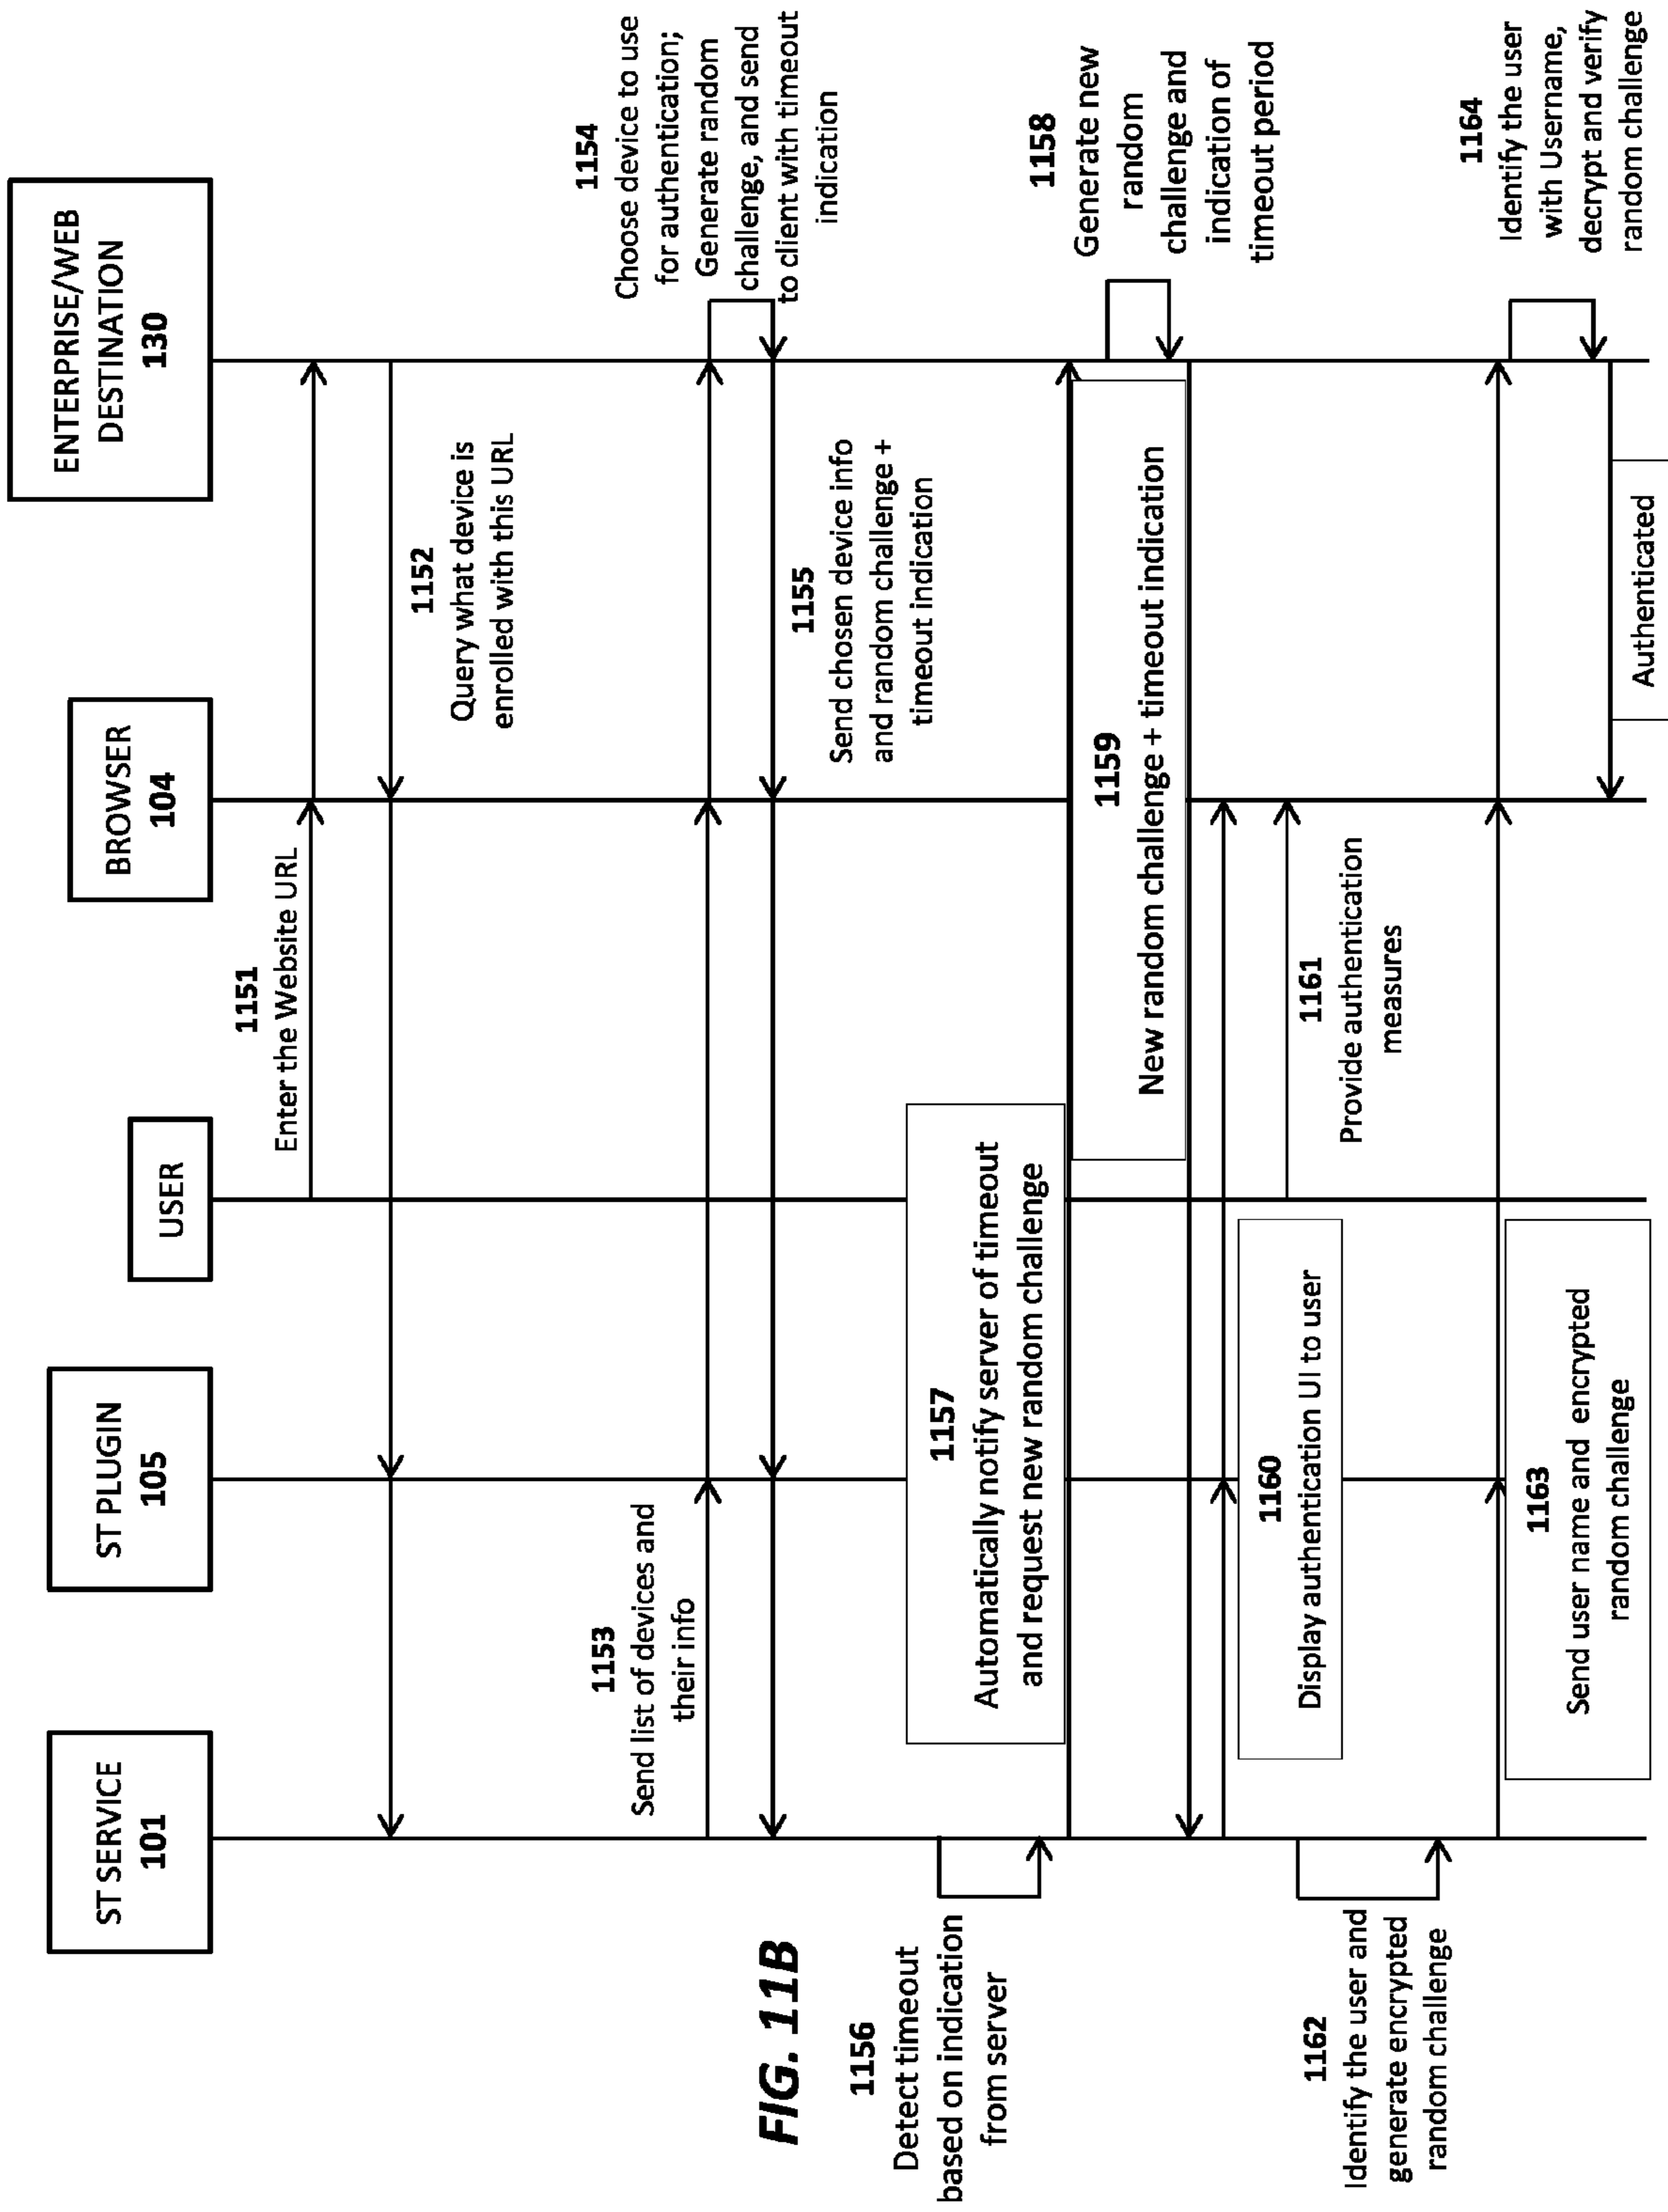 ST SERVICE
101
ST PLUGIN
105
USER
BROWSER
104
ENTERPRISE/WEB
DESTINATION
130
1151
Enter the Website URL
1152
Query what device is
enrolled with this URL
1153
Send list of devices and
their info
1154
Choose device to use
for authentication;
Generate random
challenge, and send
to client with timeout
indication
1155
Send chosen device info
and random challenge +
timeout indication
FIG. 11B
1156
Detect timeout
based on indication
from server
1157
Automatically notify server of timeout
and request new random challenge
1158
Generate new
random
challenge and
indication of
timeout period
1159
New random challenge + timeout indication
1160
Display authentication UI to user
1161
Provide authentication
measures
1162
Identify the user and
generate encrypted
random challenge
1163
Send user name and encrypted
random challenge
1164
Identify the user
with Username,
decrypt and verify
random challenge
Authenticated